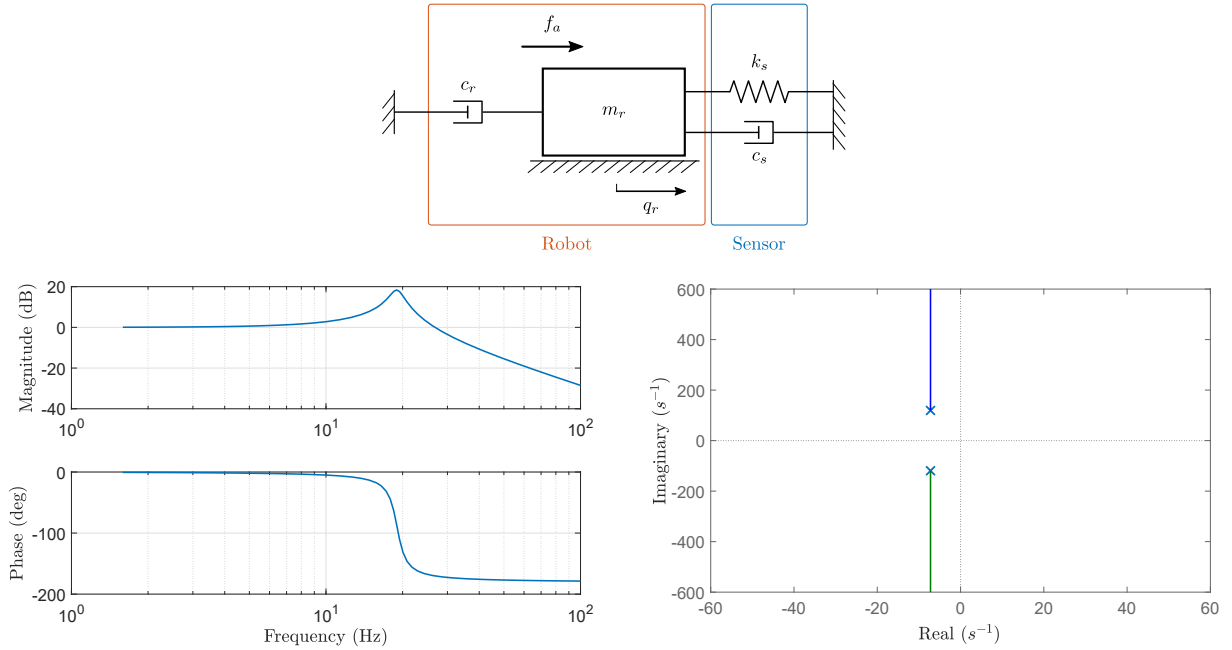 f_a
k_s
c_r
m_r
c_s
q_r
Robot
Sensor
Magnitude (dB)
20
0
-20
-40
10^0
10^1
10^2
Phase (deg)
0
-100
-200
10^0
10^1
10^2
Frequency (Hz)
Imaginary (s^{-1})
600
400
200
0
-200
-400
-600
-60
-40
-20
0
20
40
60
Real (s^{-1})